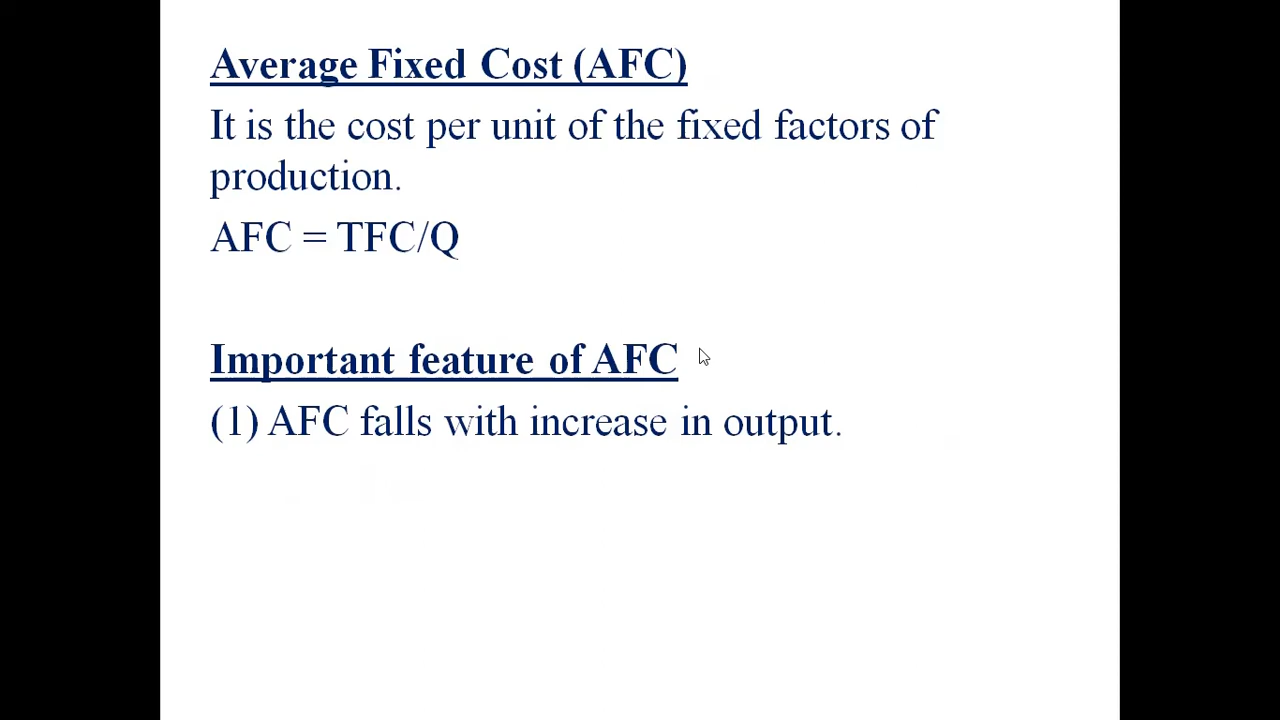 Average Fixed Cost (AFC)
It is the cost per unit of the fixed factors of
production.
AFC = TFC/Q
Important feature of AFC
(1) AFC falls with increase in output.